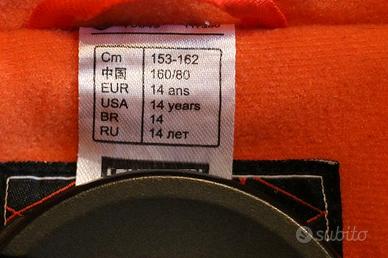 Cm 153-162
中国 160/80
EUR 14 ans
USA 14 years
BR 14
RU 14 лет
subito